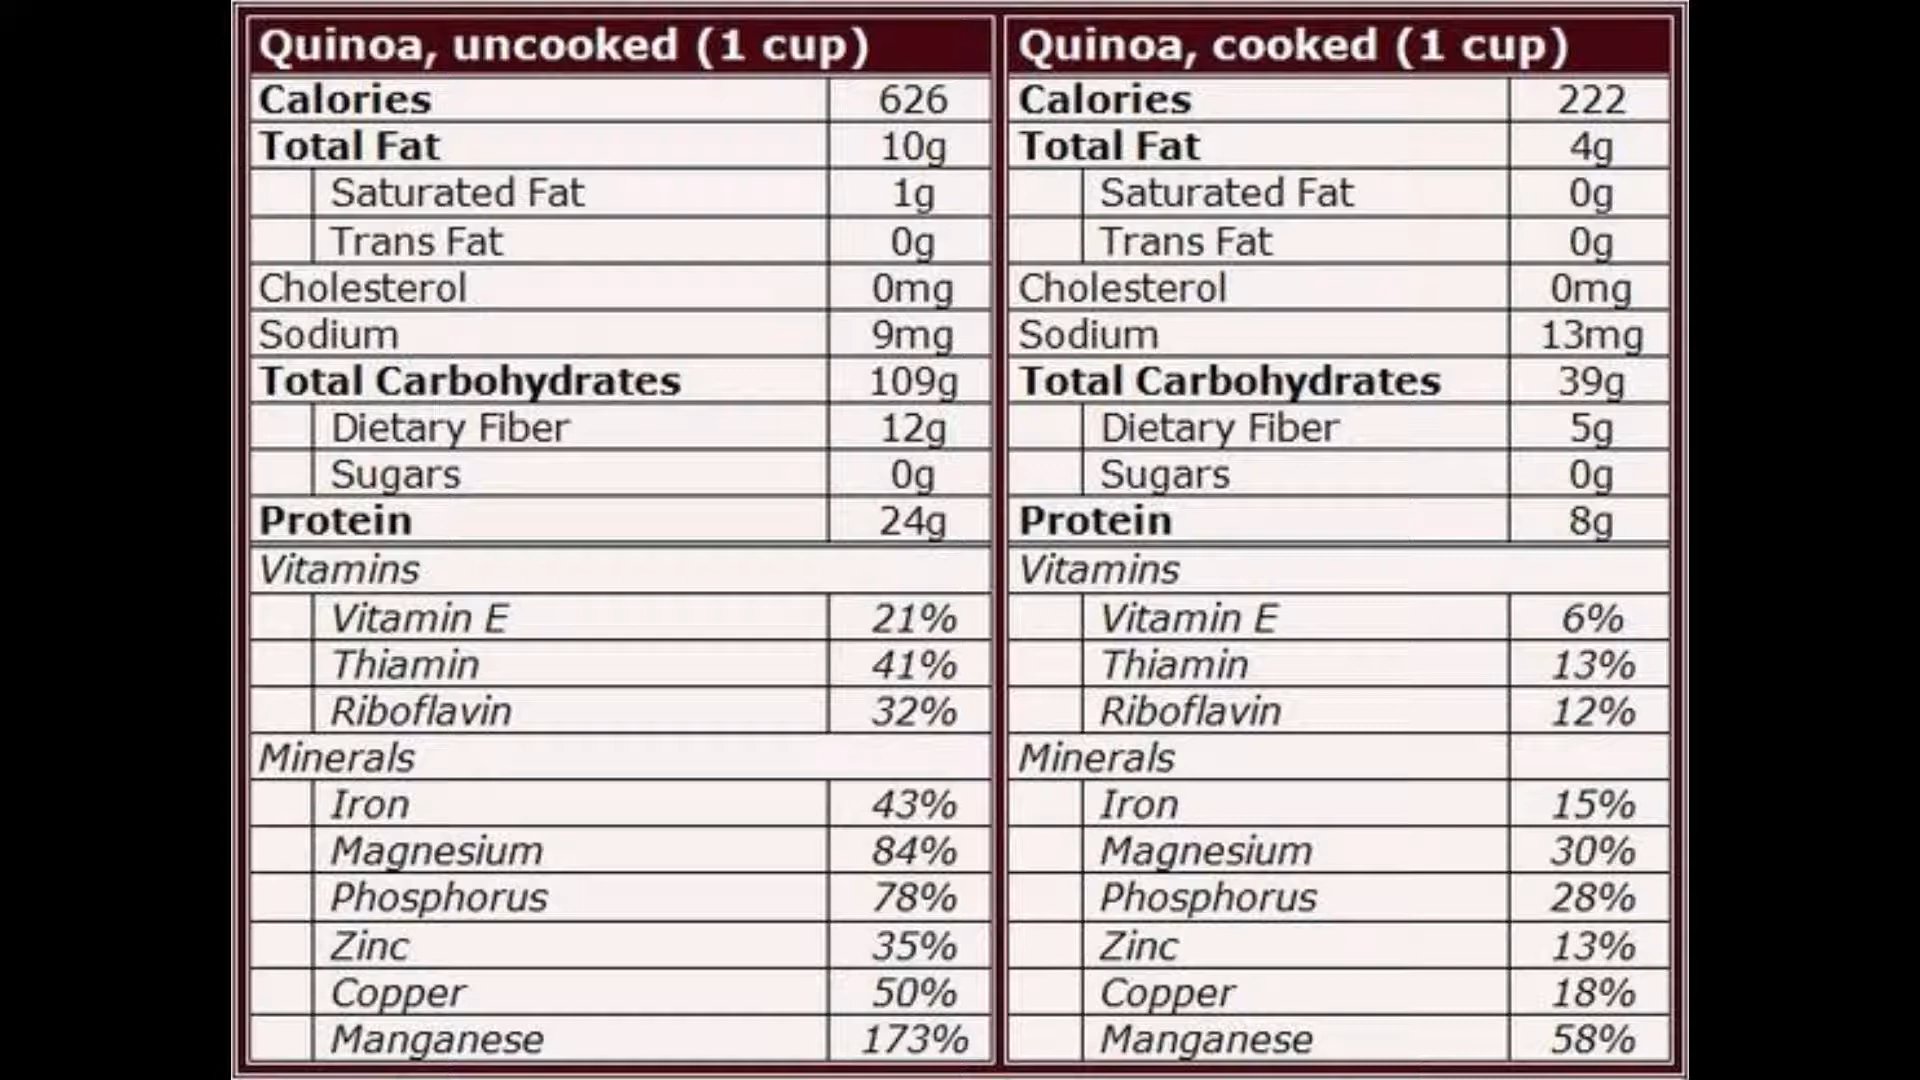 Quinoa, uncooked (1 cup)
Calories 626
Total Fat 10g
Saturated Fat 1g
Trans Fat 0g
Cholesterol 0mg
Sodium 9mg
Total Carbohydrates 109g
Dietary Fiber 12g
Sugars 0g
Protein 24g
Vitamins
Vitamin E 21%
Thiamin 41%
Riboflavin 32%
Minerals
Iron 43%
Magnesium 84%
Phosphorus 78%
Zinc 35%
Copper 50%
Manganese 173%
Quinoa, cooked (1 cup)
Calories 222
Total Fat 4g
Saturated Fat 0g
Trans Fat 0g
Cholesterol 0mg
Sodium 13mg
Total Carbohydrates 39g
Dietary Fiber 5g
Sugars 0g
Protein 8g
Vitamins
Vitamin E 6%
Thiamin 13%
Riboflavin 12%
Minerals
Iron 15%
Magnesium 30%
Phosphorus 28%
Zinc 13%
Copper 18%
Manganese 58%